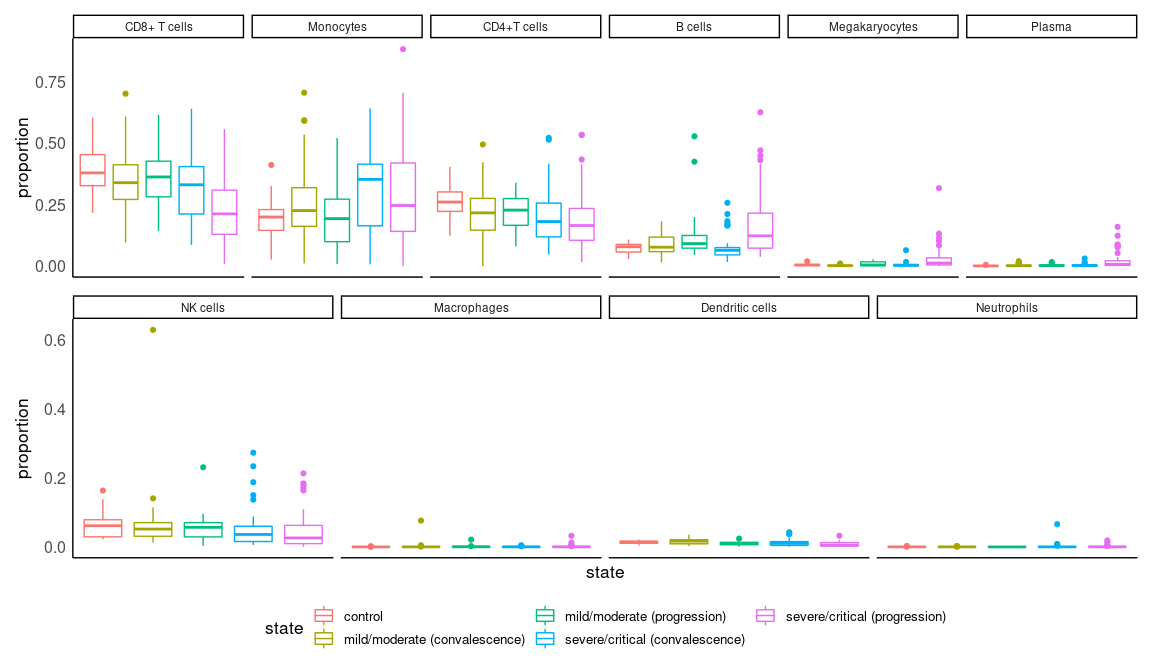 CD8+ T cells Monocytes CD4+T cells B cells Megakaryocytes Plasma
proportion
0.75
0.50
0.25
0.00
NK cells Macrophages Dendritic cells Neutrophils
proportion
0.6
0.4
0.2
0.0
state
state
control mild/moderate (progression) severe/critical (progression)
mild/moderate (convalescence) severe/critical (convalescence)